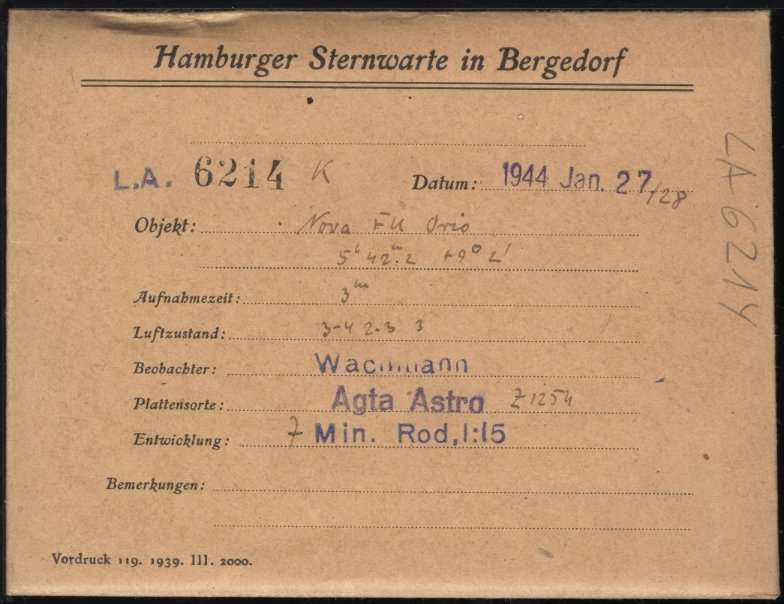 Hamburger Sternwarte in Bergedorf
L.A. 6214 K Datum: 1944 Jan. 27/28
Objekt: Nova FU Orio
5h 42m.2 +9° 2'
Aufnahmezeit: 3m
Luftzustand: 3-4 2-3 3
Beobachter: Wachmann
Plattensorte: Agfa Astro Z1254
Entwicklung: 7 Min. Rod, 1:15
Bemerkungen:
Vordruck 119. 1939. III. 2000.
LA 6214